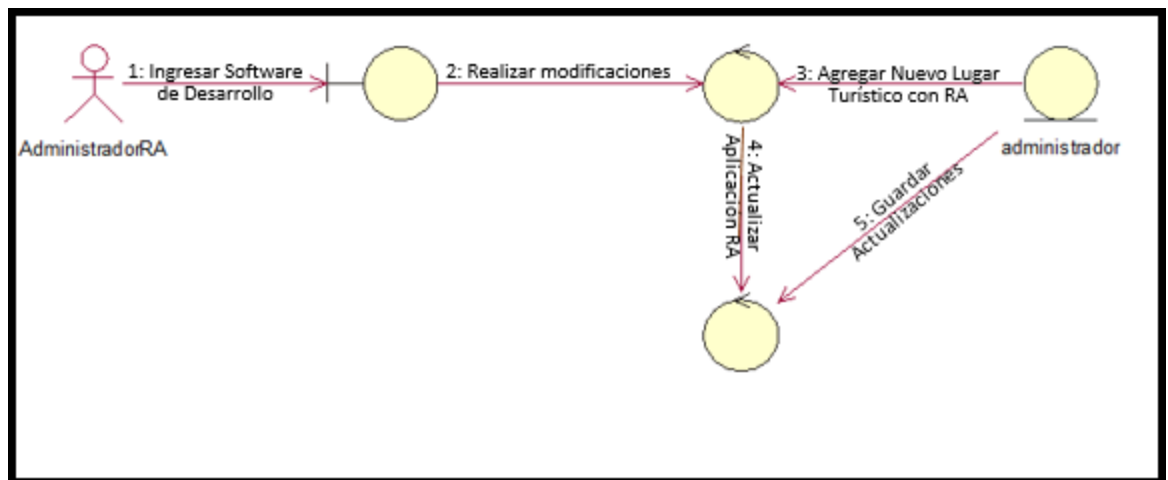 1: Ingresar Software
de Desarrollo
2: Realizar modificaciones
3: Agregar Nuevo Lugar
Turístico con RA
AdministradorRA
administrador
4: Actualizar
Aplicacion RA
5: Guardar
Actualizaciones